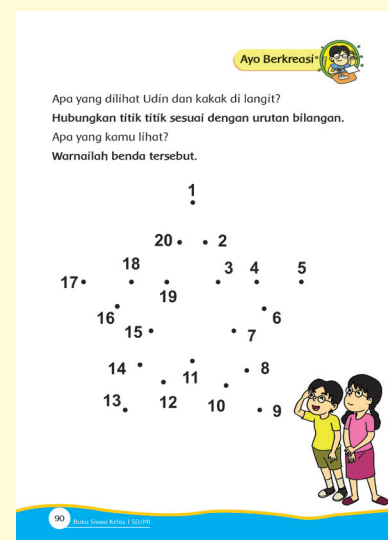 Ayo Berkreasi
Apa yang dilihat Udin dan kakak di langit?
Hubungkan titik titik sesuai dengan urutan bilangan.
Apa yang kamu lihat?
Warnailah benda tersebut.
1
20 2
18 3 4 5
17
19
16 6
15 7
14 11 8
13 12 10 9
90 Buku Siswa Kelas 1 SD/MI